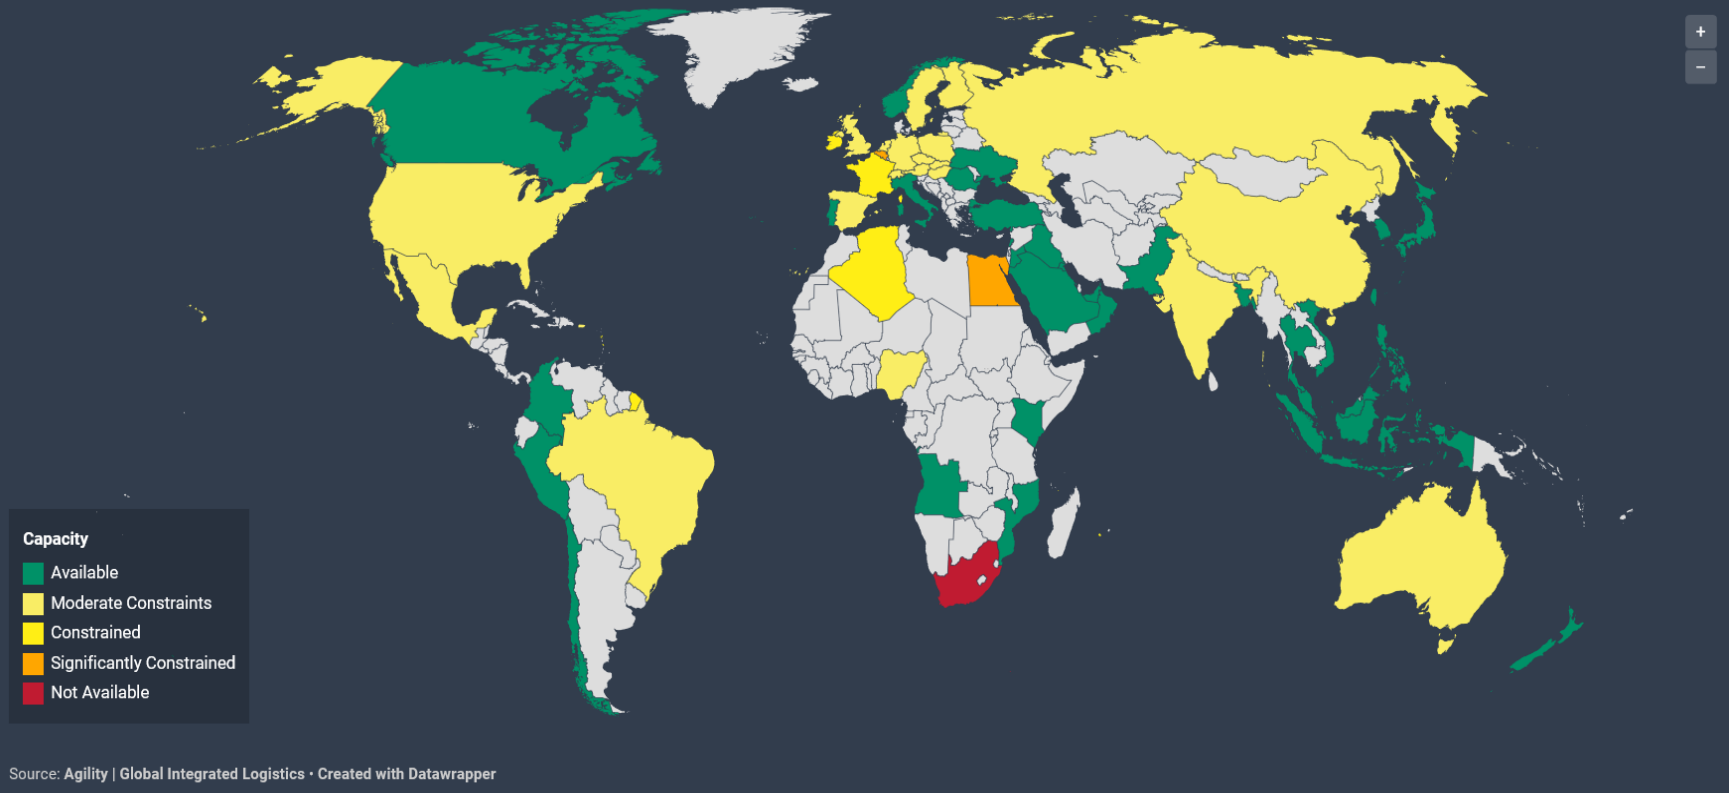 +
−
Capacity
Available
Moderate Constraints
Constrained
Significantly Constrained
Not Available
Source: Agility | Global Integrated Logistics • Created with Datawrapper